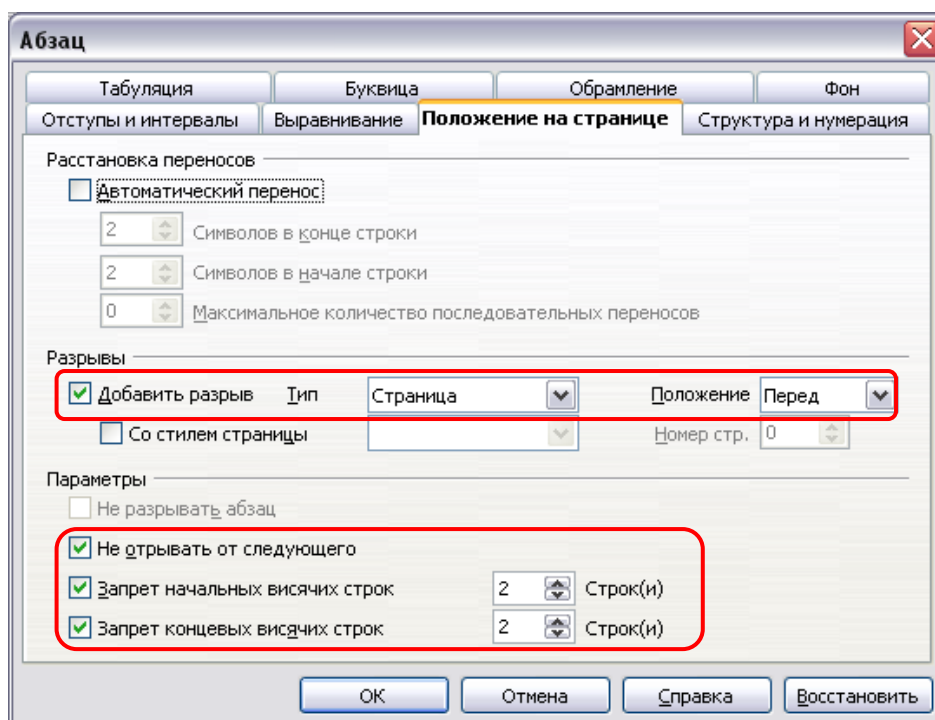 Абзац
Табуляция Буквица Обрамление Фон
Отступы и интервалы Выравнивание Положение на странице Структура и нумерация
Расстановка переносов
Автоматический перенос
2 Символов в конце строки
2 Символов в начале строки
0 Максимальное количество последовательных переносов
Разрывы
Добавить разрыв Тип Страница Положение Перед
Со стилем страницы Номер стр. 0
Параметры
Не разрывать абзац
Не отрывать от следующего
Запрет начальных висячих строк 2 Строк(и)
Запрет концевых висячих строк 2 Строк(и)
ОК Отмена Справка Восстановить